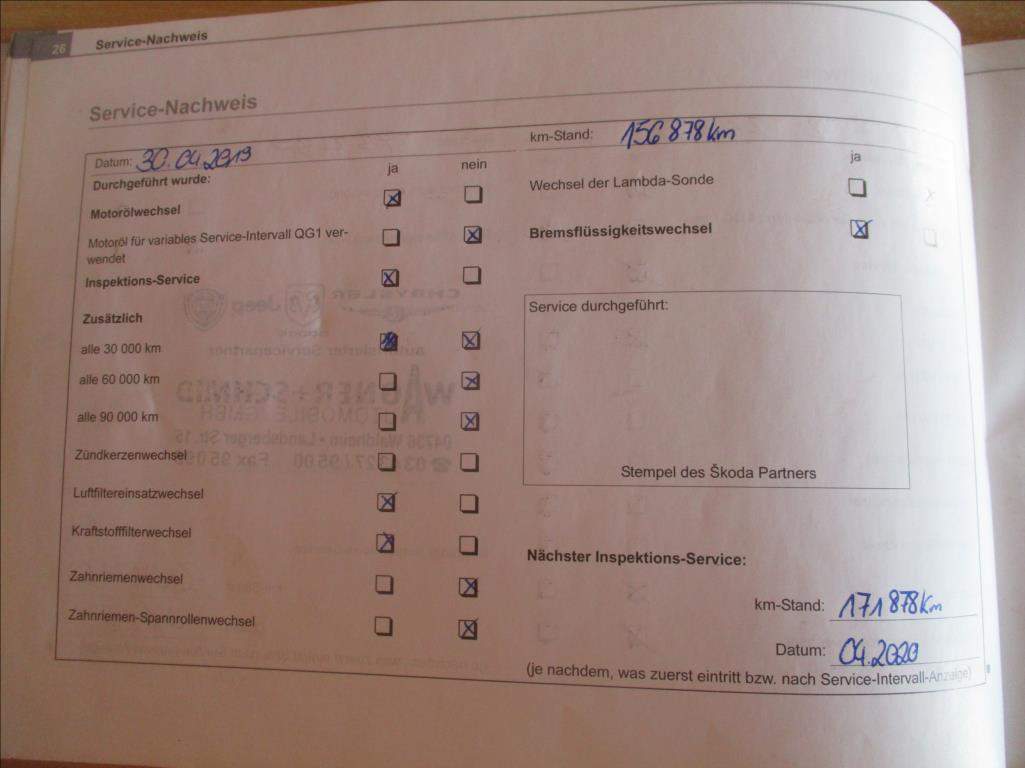 26 Service-Nachweis
Service-Nachweis
Datum: 30.04.2019
km-Stand: 156 878 km
Durchgeführt wurde:
ja nein
ja
Motorölwechsel
Wechsel der Lambda-Sonde
Motoröl für variables Service-Intervall QG1 ver-
wendet
Bremsflüssigkeitswechsel
Inspektions-Service
Zusätzlich
alle 30 000 km
alle 60 000 km
alle 90 000 km
Zündkerzenwechsel
Luftfiltereinsatzwechsel
Kraftstofffilterwechsel
Zahnriemenwechsel
Zahnriemen-Spannrollenwechsel
Service durchgeführt:
Stempel des Škoda Partners
Nächster Inspektions-Service:
km-Stand: 171 878 km
Datum: 04.2020
(je nachdem, was zuerst eintritt bzw. nach Service-Intervall-Anzeige)